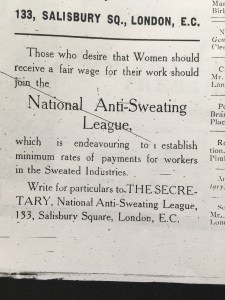 133, SALISBURY SQ., LONDON, E.C.
Those who desire that Women should
receive a fair wage for their work should
join the
National Anti-Sweating
League,
which is endeavouring to establish
minimum rates of payments for workers
in the Sweated Industries.
Write for particulars to THE SECRE-
TARY, National Anti-Sweating League,
133, Salisbury Square, London, E.C.